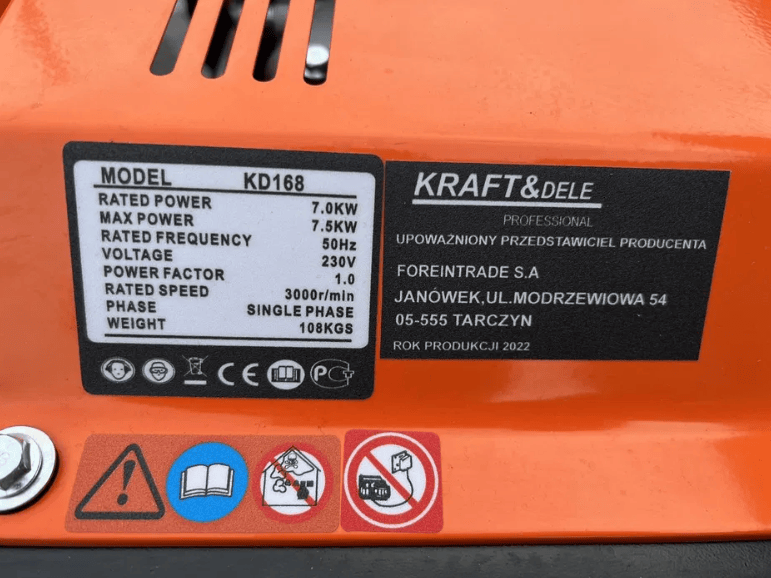 MODEL KD168
RATED POWER 7.0KW
MAX POWER 7.5KW
RATED FREQUENCY 50Hz
VOLTAGE 230V
POWER FACTOR 1.0
RATED SPEED 3000r/min
PHASE SINGLE PHASE
WEIGHT 108KGS
CE
KRAFT&DELE
PROFESSIONAL
UPOWAŻNIONY PRZEDSTAWICIEL PRODUCENTA
FOREINTRADE S.A
JANÓWEK,UL.MODRZEWIOWA 54
05-555 TARCZYN
ROK PRODUKCJI 2022